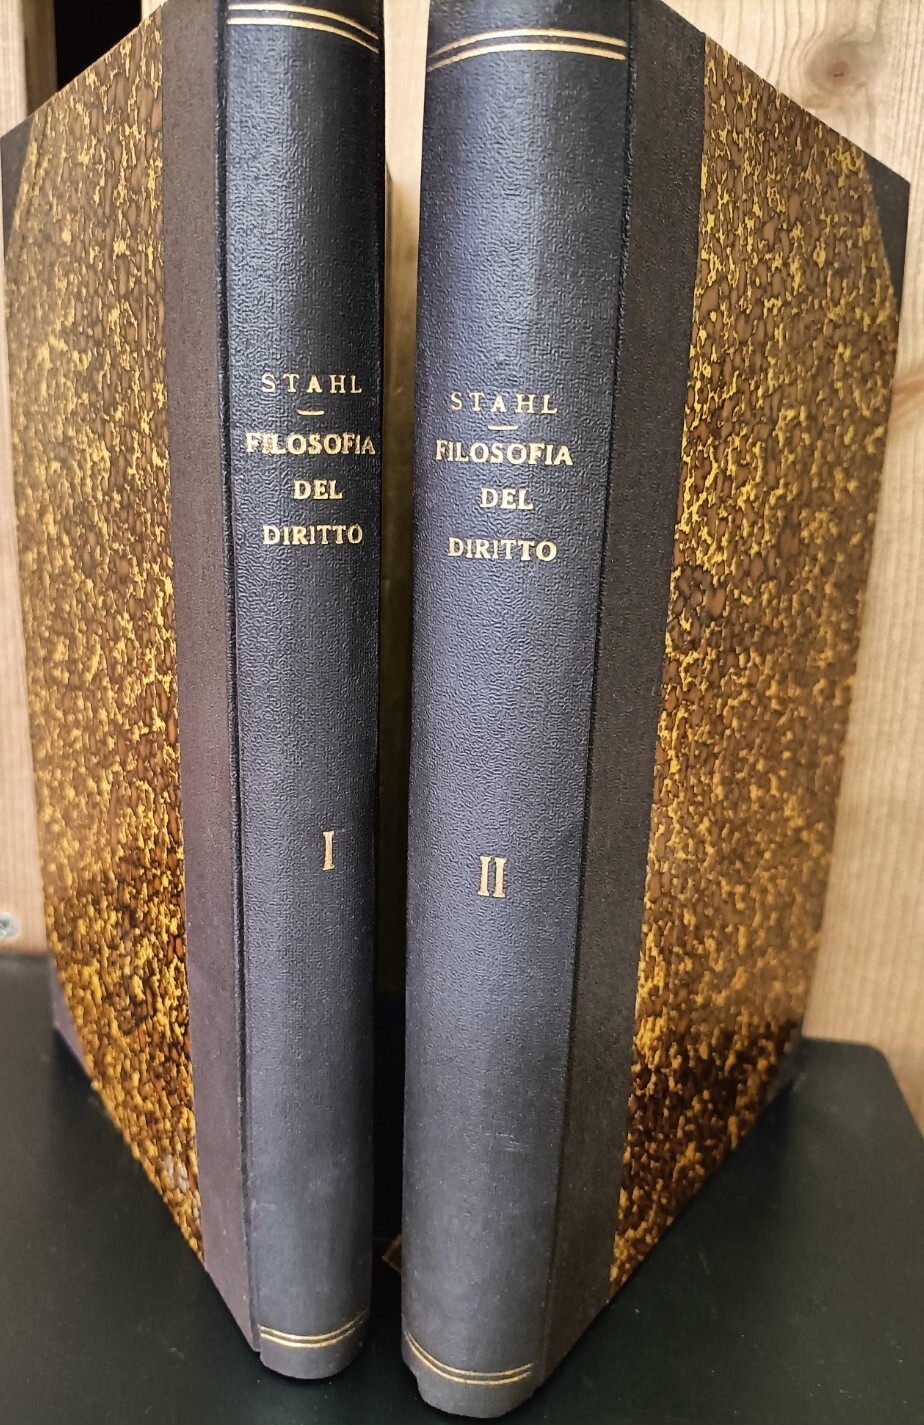 STAHL
FILOSOFIA
DEL
DIRITTO
I
STAHL
FILOSOFIA
DEL
DIRITTO
II